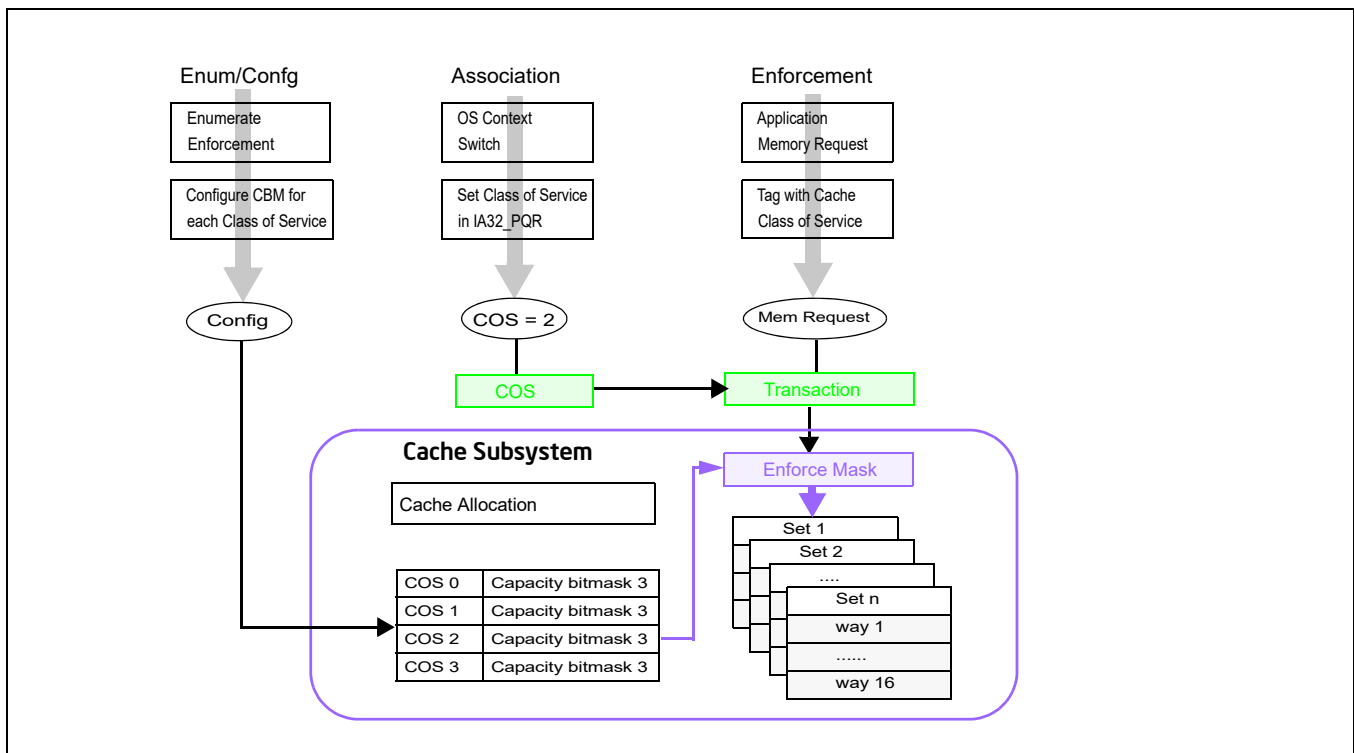 Enum/Confg
Enumerate
Enforcement
Configure CBM for
each Class of Service
Config
Association
OS Context
Switch
Set Class of Service
in IA32_PQR
COS = 2
COS
Enforcement
Application
Memory Request
Tag with Cache
Class of Service
Mem Request
Transaction
Cache Subsystem
Cache Allocation
COS 0 Capacity bitmask 3
COS 1 Capacity bitmask 3
COS 2 Capacity bitmask 3
COS 3 Capacity bitmask 3
Enforce Mask
Set 1
Set 2
....
Set n
way 1
......
way 16